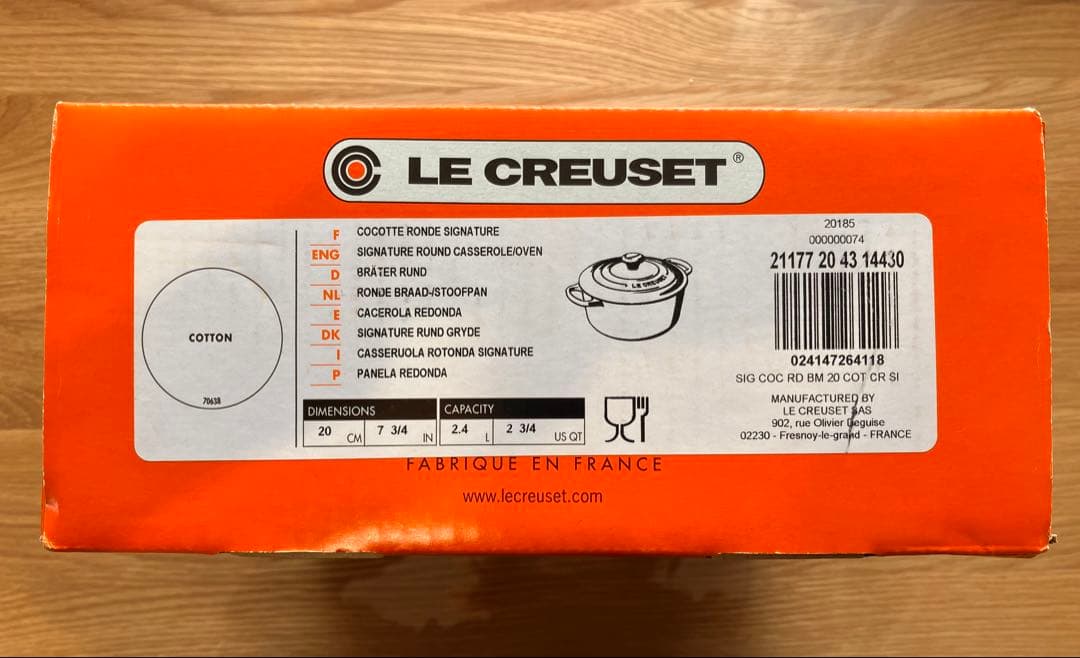 LE CREUSET®
COTTON
70638
F COCOTTE RONDE SIGNATURE
ENG SIGNATURE ROUND CASSEROLE/OVEN
D BRÄTER RUND
NL RONDE BRAAD-/STOOFPAN
E CACEROLA REDONDA
DK SIGNATURE RUND GRYDE
I CASSERUOLA ROTONDA SIGNATURE
P PANELA REDONDA
DIMENSIONS
20 CM 7 3/4 IN
CAPACITY
2.4 L 2 3/4 US QT
LE CREUSET
20185
000000074
21177 20 43 14430
024147264118
SIG COC RD BM 20 COT CR SI
MANUFACTURED BY
LE CREUSET SAS
902, rue Olivier Deguise
02230 - Fresnoy-le-grand - FRANCE
FABRIQUE EN FRANCE
www.lecreuset.com